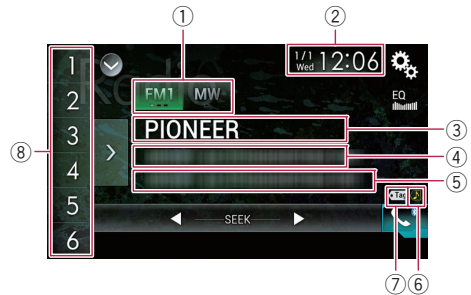 ① ②
1/1 Wed 12:06
1
2
3
4
5
6
FM1 MW
EQ
PIONEER
③
④
⑤
⑧
Tag
SEEK
⑦ ⑥